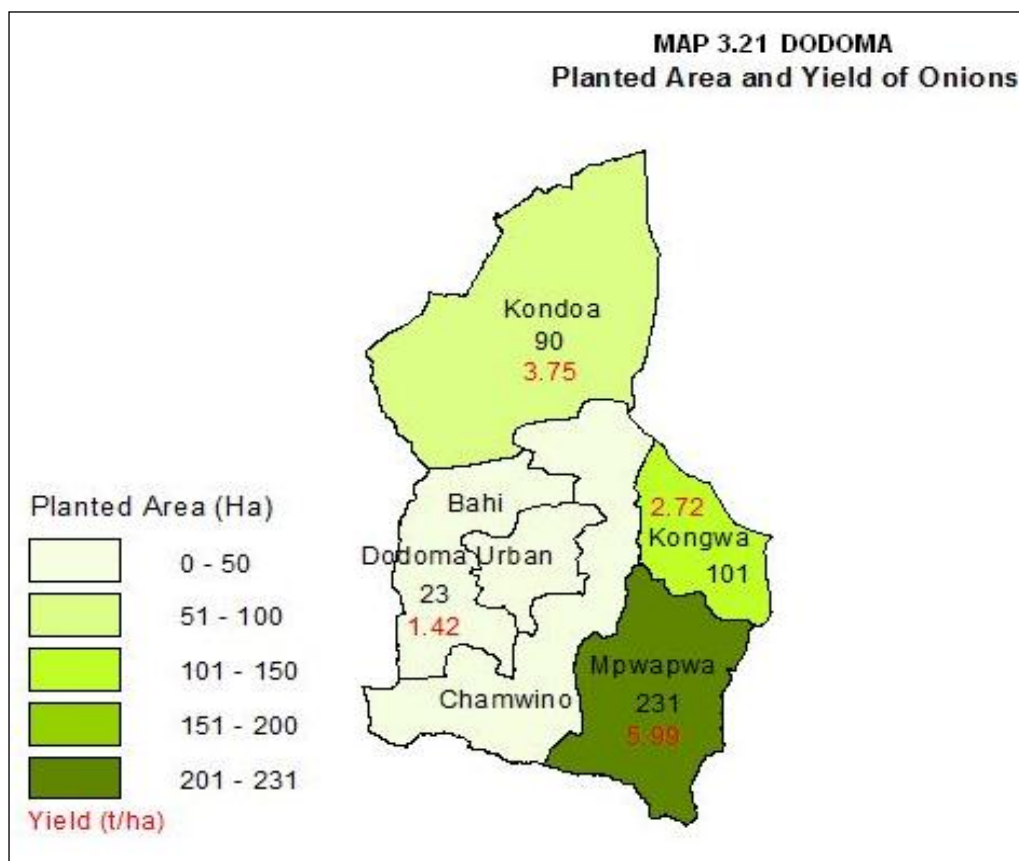 MAP 3.21 DODOMA
Planted Area and Yield of Onions
Kondoa
90
3.75
Bahi
Dodoma Urban
23
1.42
Chamwino
2.72
Kongwa
101
Mpwapwa
231
5.99
Planted Area (Ha)
0 - 50
51 - 100
101 - 150
151 - 200
201 - 231
Yield (t/ha)